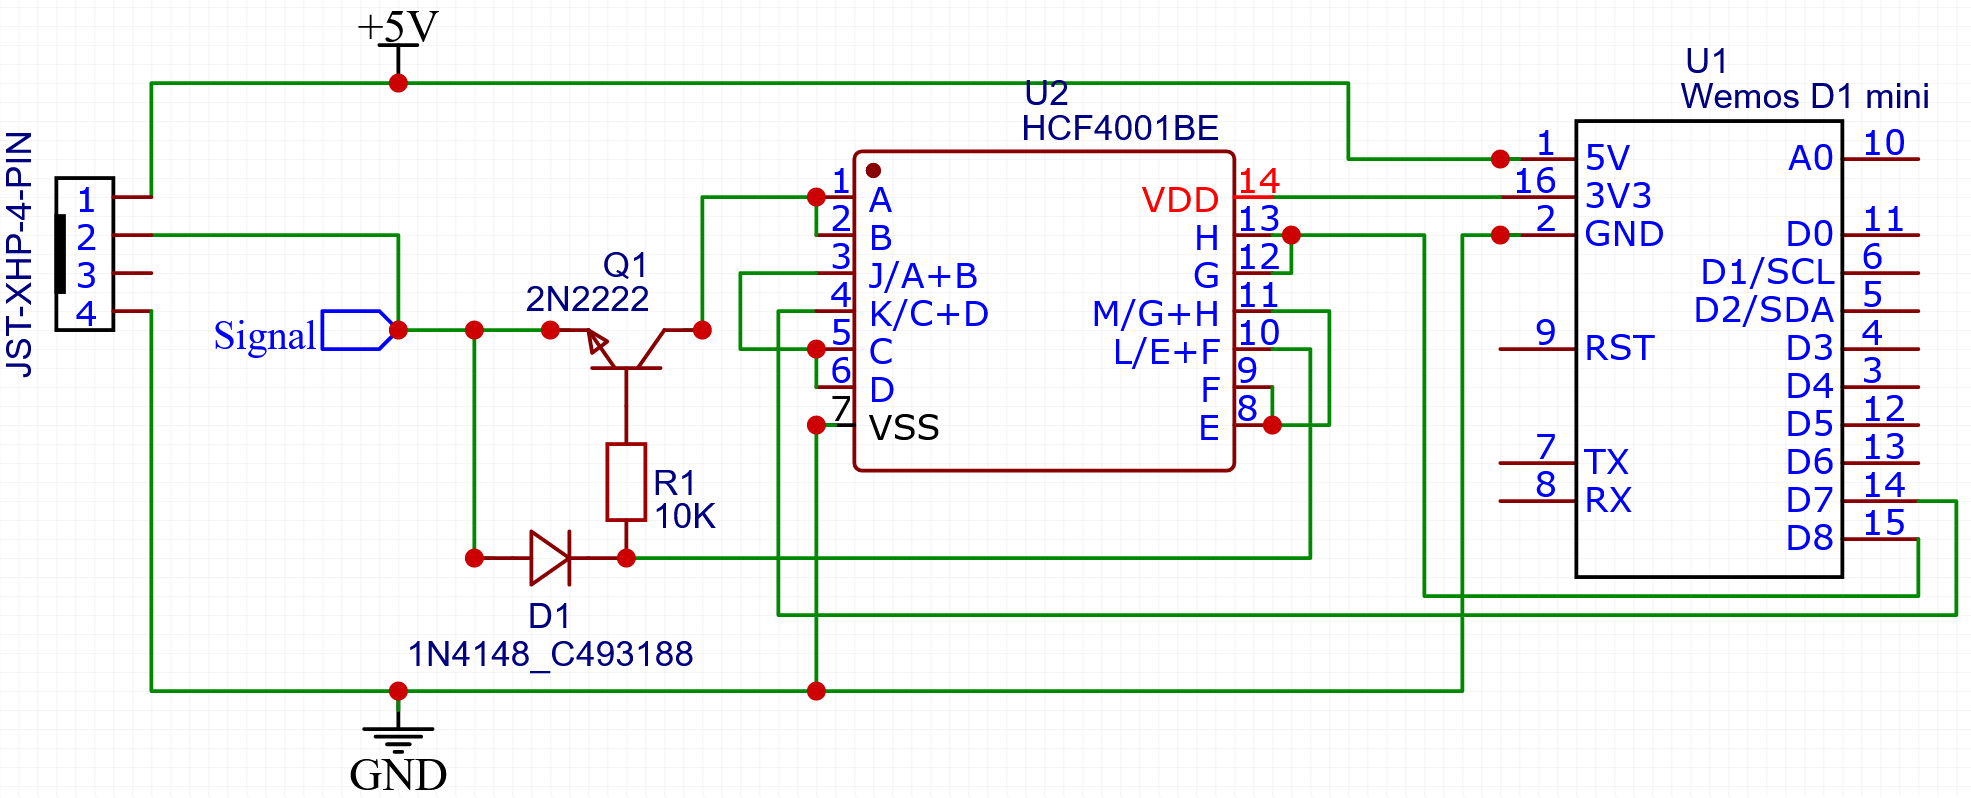 +5V
JST-XHP-4-PIN
1
2
3
4
Signal
Q1
2N2222
R1
10K
D1
1N4148_C493188
GND
U2
HCF4001BE
1 A
2 B
3 J/A+B
4 K/C+D
5 C
6 D
7 VSS
VDD 14
H 13
G 12
M/G+H 11
L/E+F 10
F 9
E 8
U1
Wemos D1 mini
1 5V
16 3V3
2 GND
9 RST
7 TX
8 RX
A0 10
D0 11
D1/SCL 6
D2/SDA 5
D3 4
D4 3
D5 12
D6 13
D7 14
D8 15